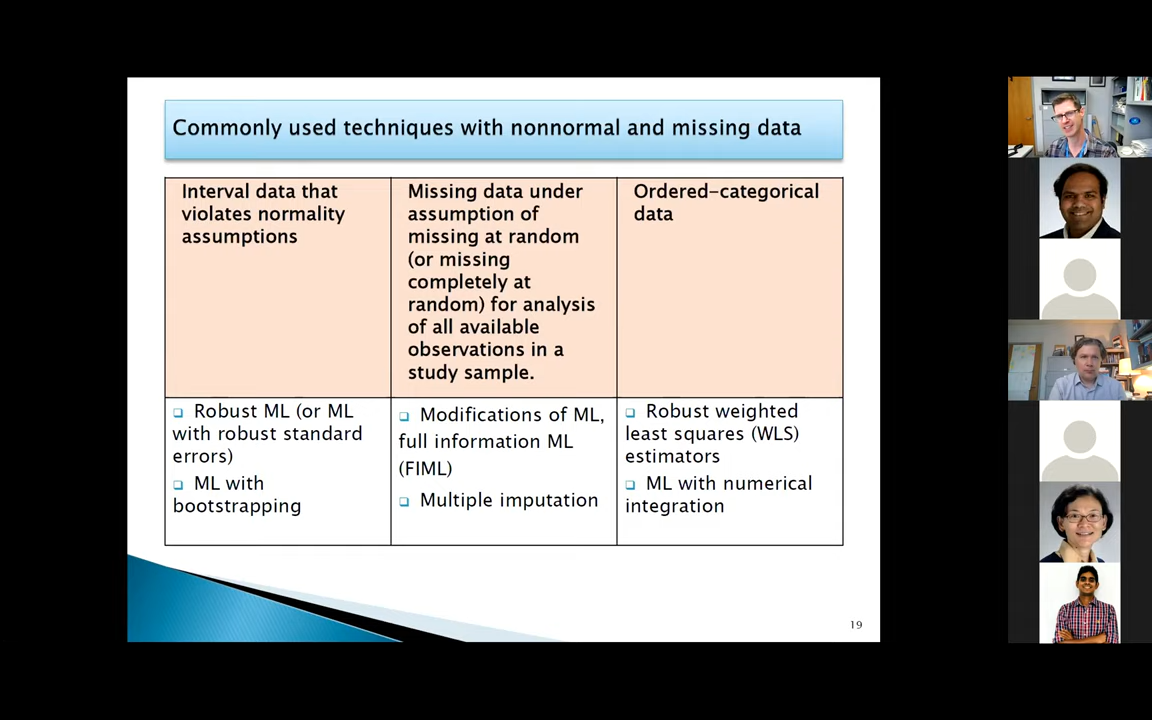 Commonly used techniques with nonnormal and missing data
Interval data that
violates normality
assumptions
Missing data under
assumption of
missing at random
(or missing
completely at
random) for analysis
of all available
observations in a
study sample.
Ordered-categorical
data
Robust ML (or ML
with robust standard
errors)
ML with
bootstrapping
Modifications of ML,
full information ML
(FIML)
Multiple imputation
Robust weighted
least squares (WLS)
estimators
ML with numerical
integration
19